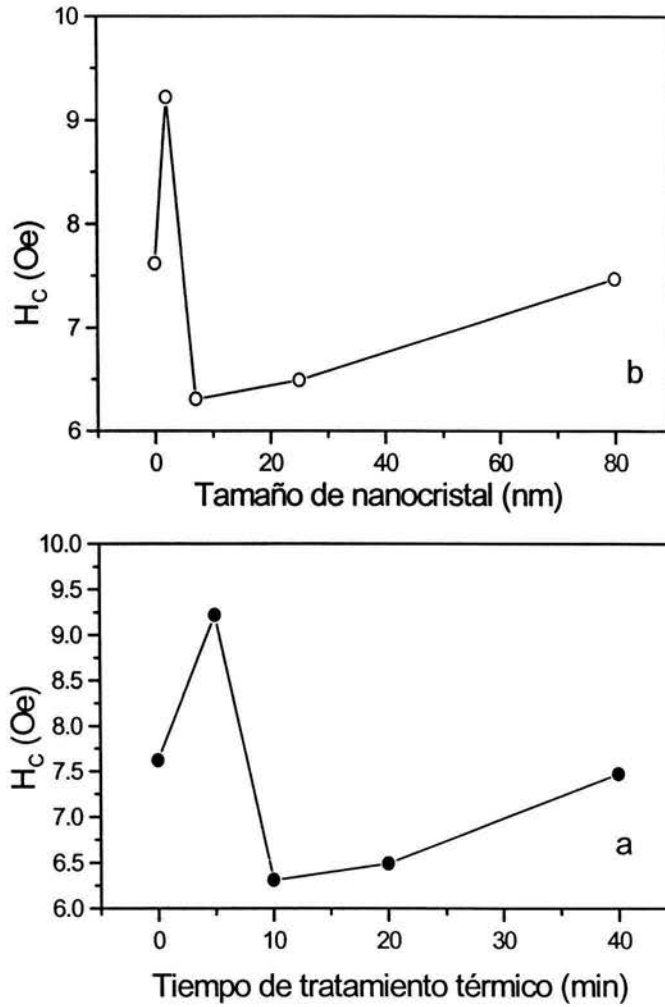 10
9
8
7
6
H_C (Oe)
b
0 20 40 60 80
Tamaño de nanocristal (nm)
10.0
9.5
9.0
8.5
8.0
7.5
7.0
6.5
6.0
H_C (Oe)
a
0 10 20 30 40
Tiempo de tratamiento térmico (min)